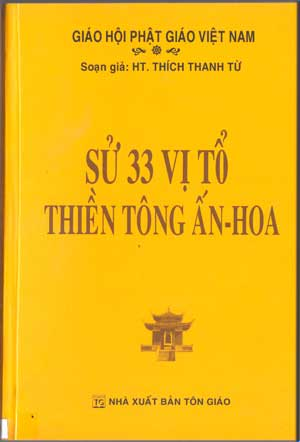 GIÁO HỘI PHẬT GIÁO VIỆT NAM
Soạn giả: HT. THÍCH THANH TỪ
SỬ 33 VỊ TỔ
THIỀN TÔNG ẤN-HOA
TG NHÀ XUẤT BẢN TÔN GIÁO